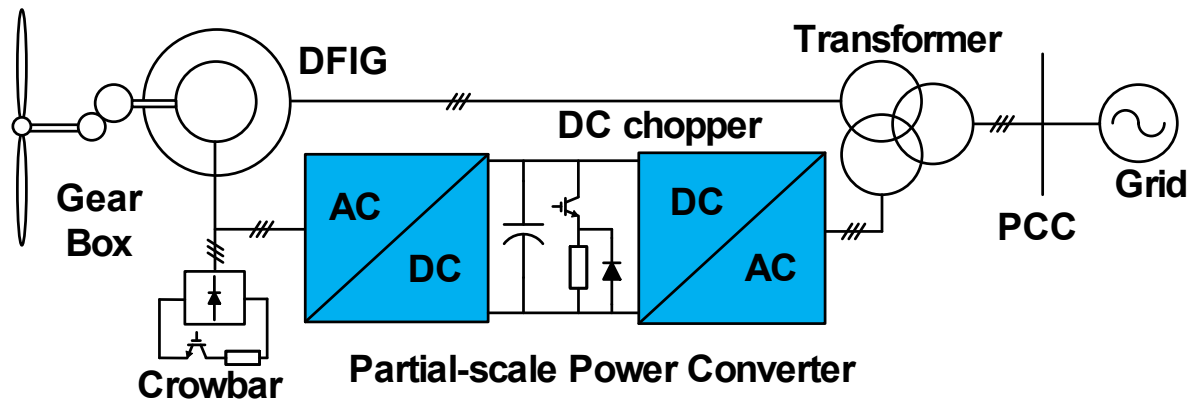 Transformer
DFIG
DC chopper
Gear
Box
AC
DC
DC
AC
Grid
PCC
Crowbar
Partial-scale Power Converter